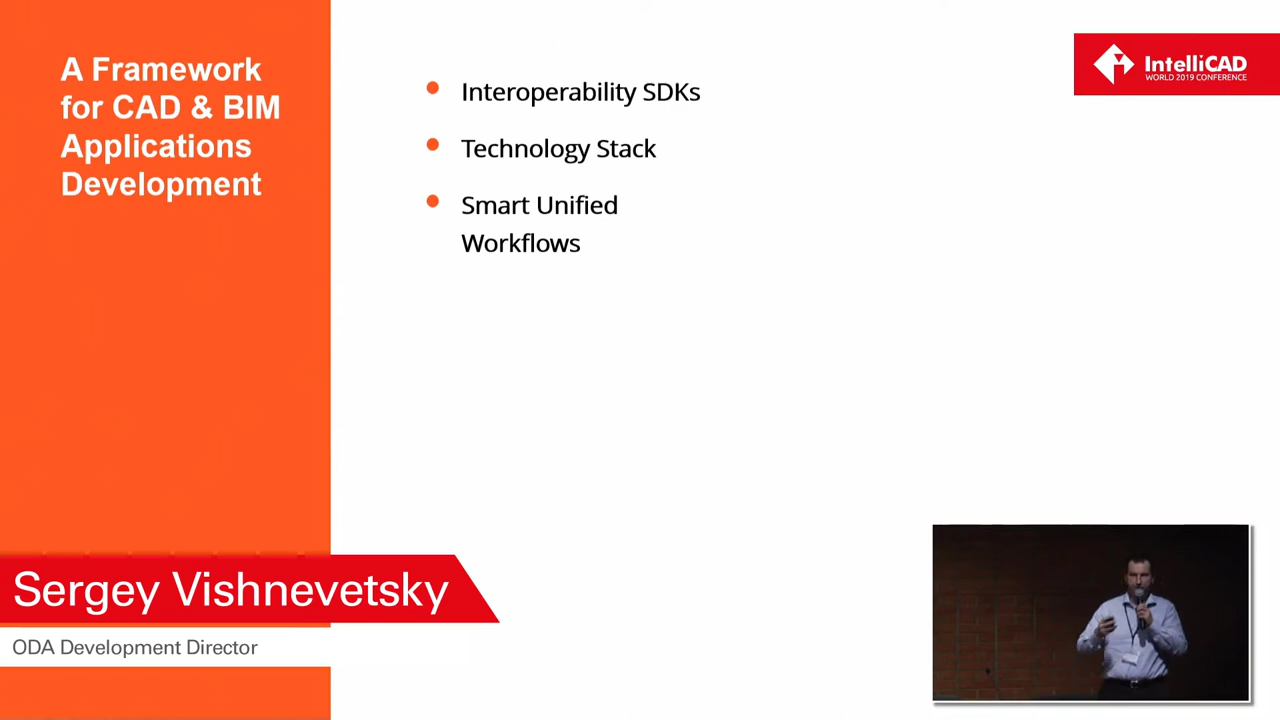 A Framework
for CAD & BIM
Applications
Development
Interoperability SDKs
Technology Stack
Smart Unified
Workflows
IntelliCAD
WORLD 2019 CONFERENCE
Sergey Vishnevetsky
ODA Development Director